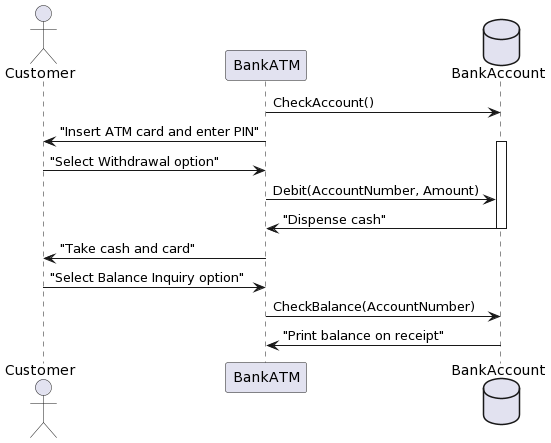 Customer
BankATM
BankAccount
CheckAccount()
"Insert ATM card and enter PIN"
"Select Withdrawal option"
Debit(AccountNumber, Amount)
"Dispense cash"
"Take cash and card"
"Select Balance Inquiry option"
CheckBalance(AccountNumber)
"Print balance on receipt"
Customer
BankATM
BankAccount